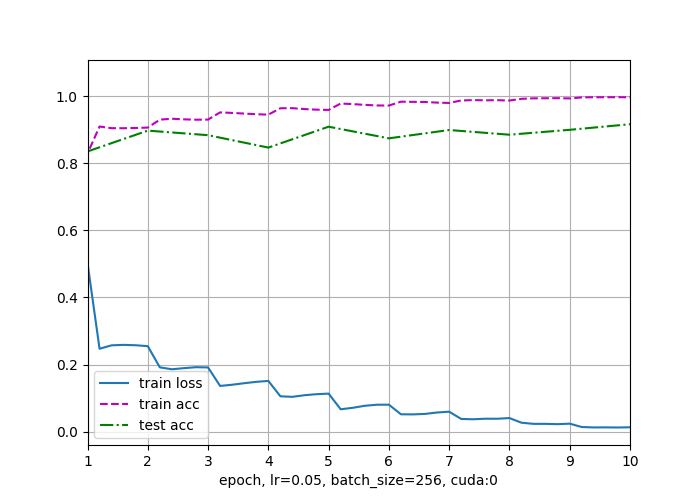 1.0
0.8
0.6
0.4
0.2
0.0
train loss
train acc
test acc
1 2 3 4 5 6 7 8 9 10
epoch, lr=0.05, batch_size=256, cuda:0